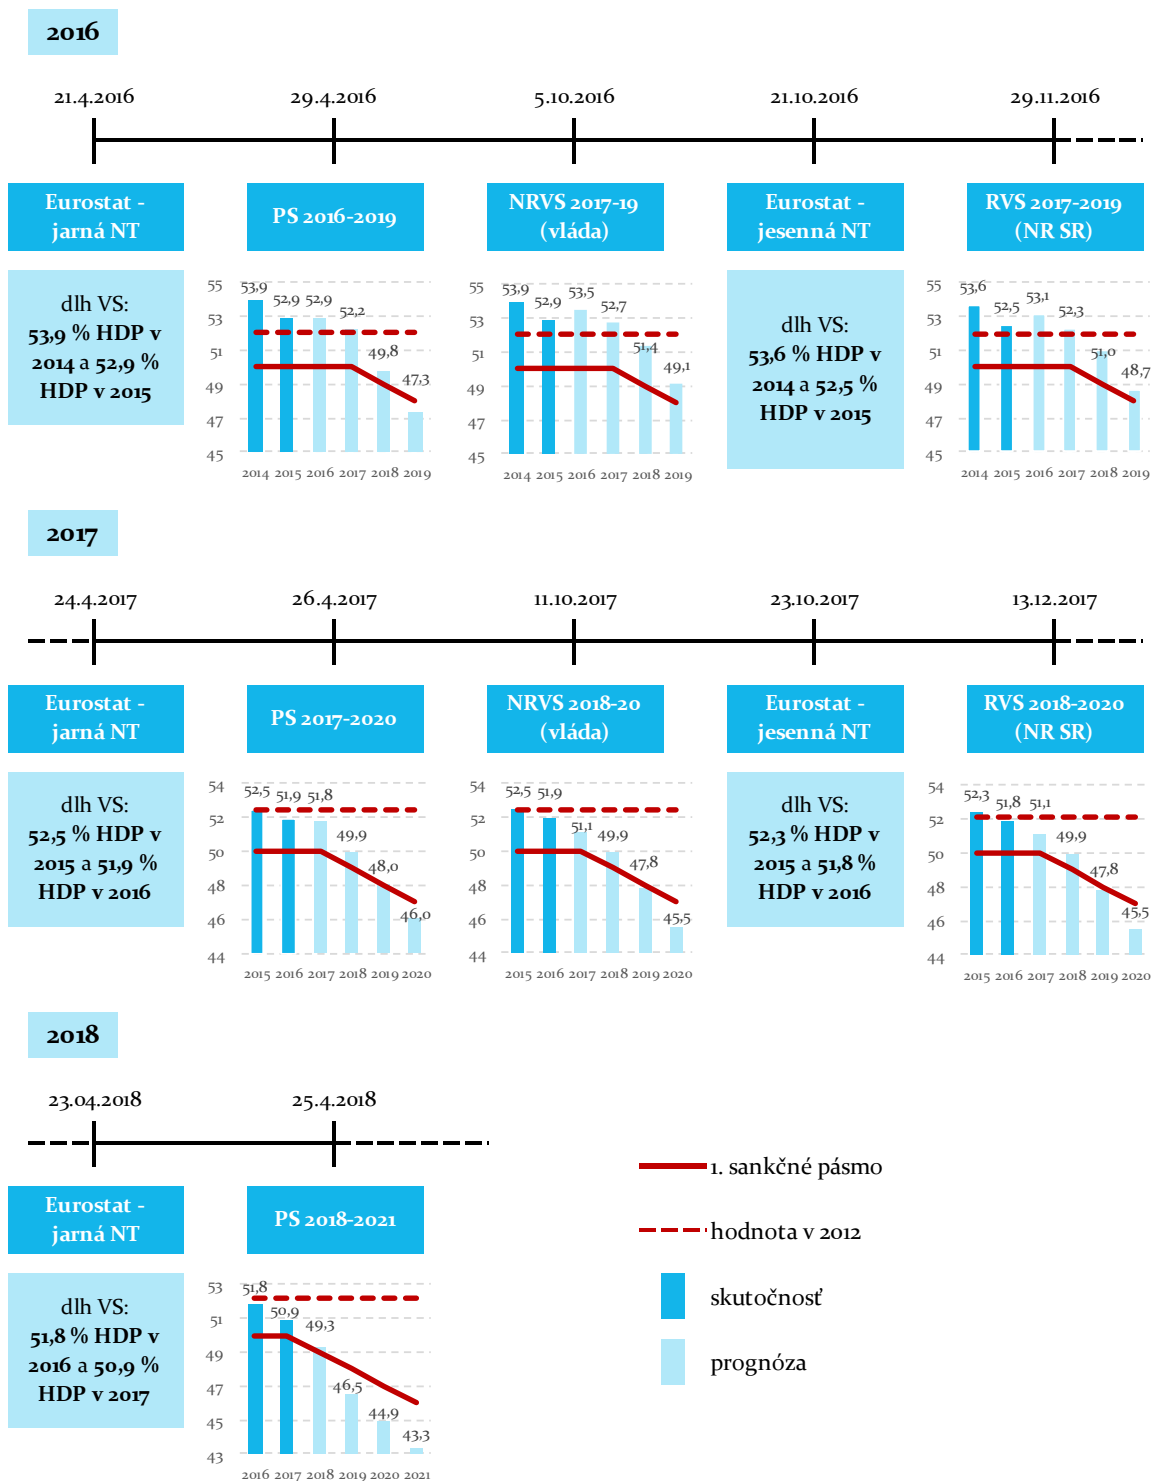 2016
21.4.2016 29.4.2016 5.10.2016 21.10.2016 29.11.2016
Eurostat -
jarná NT
PS 2016-2019
NRVS 2017-19
(vláda)
Eurostat -
jesenná NT
RVS 2017-2019
(NR SR)
dlh VS:
53,9 % HDP v
2014 a 52,9 %
HDP v 2015
55
53
51
49
47
45
53,9 52,9 52,9 52,2 49,8 47,3
2014 2015 2016 2017 2018 2019
55
53
51
49
47
45
53,9 52,9 53,5 52,7 51,4 49,1
2014 2015 2016 2017 2018 2019
dlh VS:
53,6 % HDP v
2014 a 52,5 %
HDP v 2015
55
53
51
49
47
45
53,6 52,5 53,1 52,3 51,0 48,7
2014 2015 2016 2017 2018 2019
2017
24.4.2017 26.4.2017 11.10.2017 23.10.2017 13.12.2017
Eurostat -
jarná NT
PS 2017-2020
NRVS 2018-20
(vláda)
Eurostat -
jesenná NT
RVS 2018-2020
(NR SR)
dlh VS:
52,5 % HDP v
2015 a 51,9 %
HDP v 2016
54
52
50
48
46
44
52,5 51,9 51,8 49,9 48,0 46,0
2015 2016 2017 2018 2019 2020
54
52
50
48
46
44
52,5 51,9 51,1 49,9 47,8 45,5
2015 2016 2017 2018 2019 2020
dlh VS:
52,3 % HDP v
2015 a 51,8 %
HDP v 2016
54
52
50
48
46
44
52,3 51,8 51,1 49,9 47,8 45,5
2015 2016 2017 2018 2019 2020
2018
23.04.2018 25.4.2018
Eurostat -
jarná NT
PS 2018-2021
dlh VS:
51,8 % HDP v
2016 a 50,9 %
HDP v 2017
53
51
49
47
45
43
51,8 50,9 49,3 46,5 44,9 43,3
2016 2017 2018 2019 2020 2021
1. sankčné pásmo
hodnota v 2012
skutočnosť
prognóza